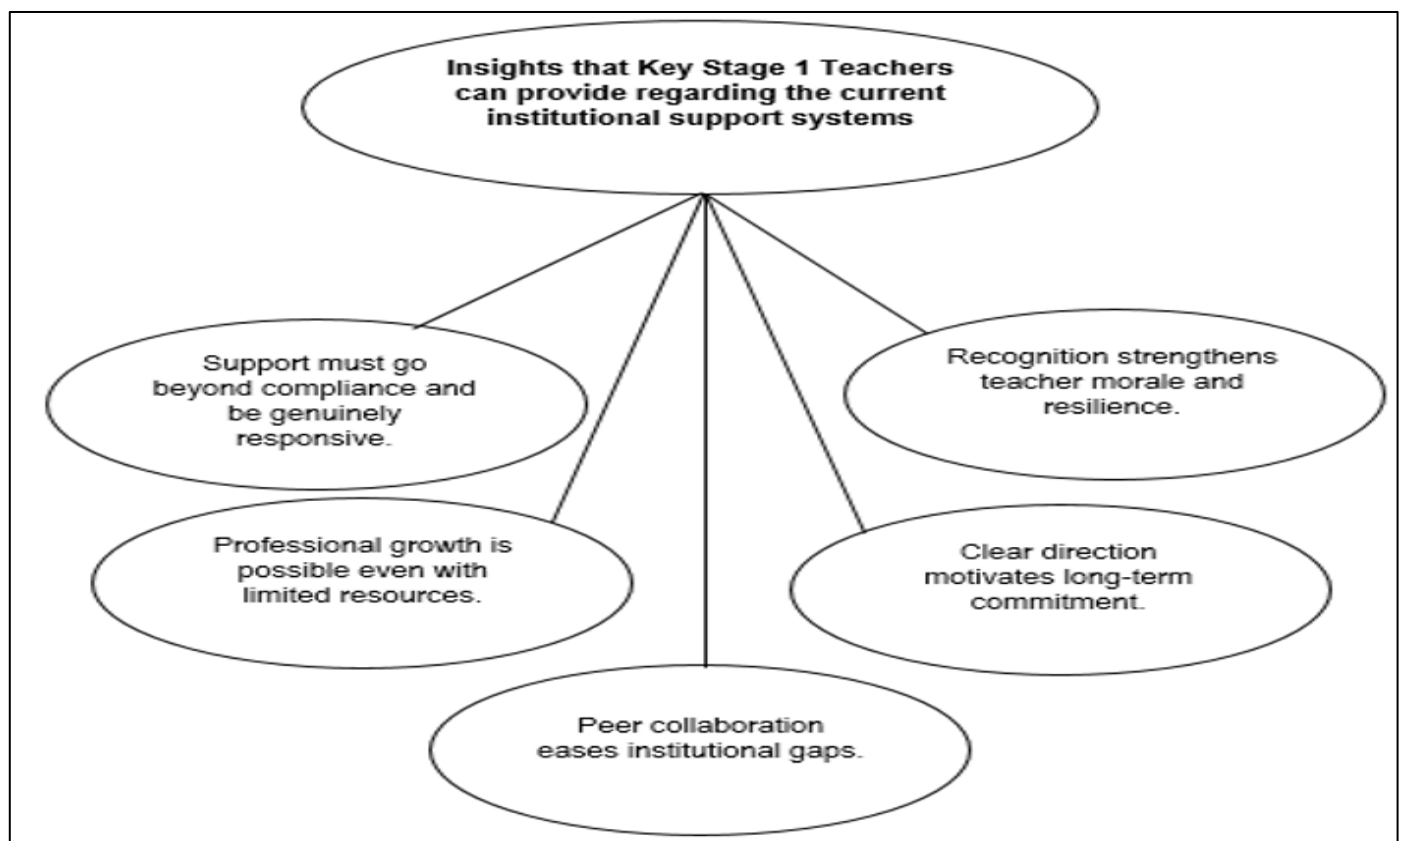 Insights that Key Stage 1 Teachers
can provide regarding the current
institutional support systems
Support must go
beyond compliance and
be genuinely
responsive.
Recognition strengthens
teacher morale and
resilience.
Professional growth is
possible even with
limited resources.
Clear direction
motivates long-term
commitment.
Peer collaboration
eases institutional gaps.